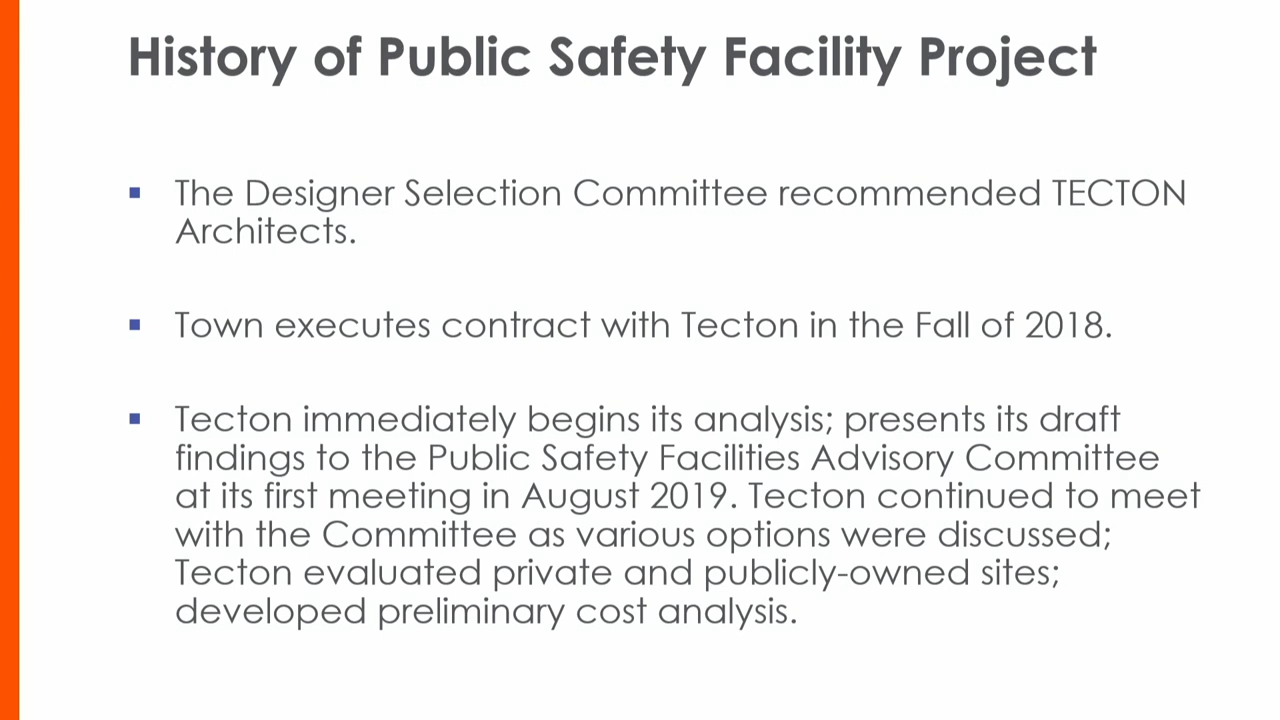 History of Public Safety Facility Project
▪ The Designer Selection Committee recommended TECTON
Architects.
▪ Town executes contract with Tecton in the Fall of 2018.
▪ Tecton immediately begins its analysis; presents its draft
findings to the Public Safety Facilities Advisory Committee
at its first meeting in August 2019. Tecton continued to meet
with the Committee as various options were discussed;
Tecton evaluated private and publicly-owned sites;
developed preliminary cost analysis.